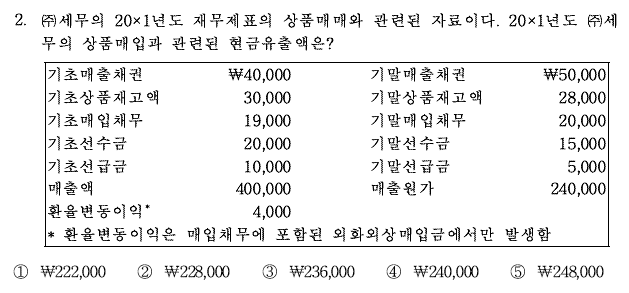 2. ㈜세무의 20×1년도 재무제표의 상품매매와 관련된 자료이다. 20×1년도 ㈜세
무의 상품매입과 관련된 현금유출액은?
기초매출채권 ₩40,000 기말매출채권 ₩50,000
기초상품재고액 30,000 기말상품재고액 28,000
기초매입채무 19,000 기말매입채무 20,000
기초선수금 20,000 기말선수금 15,000
기초선급금 10,000 기말선급금 5,000
매출액 400,000 매출원가 240,000
환율변동이익* 4,000
* 환율변동이익은 매입채무에 포함된 외화외상매입금에서만 발생함
① ₩222,000 ② ₩228,000 ③ ₩236,000 ④ ₩240,000 ⑤ ₩248,000